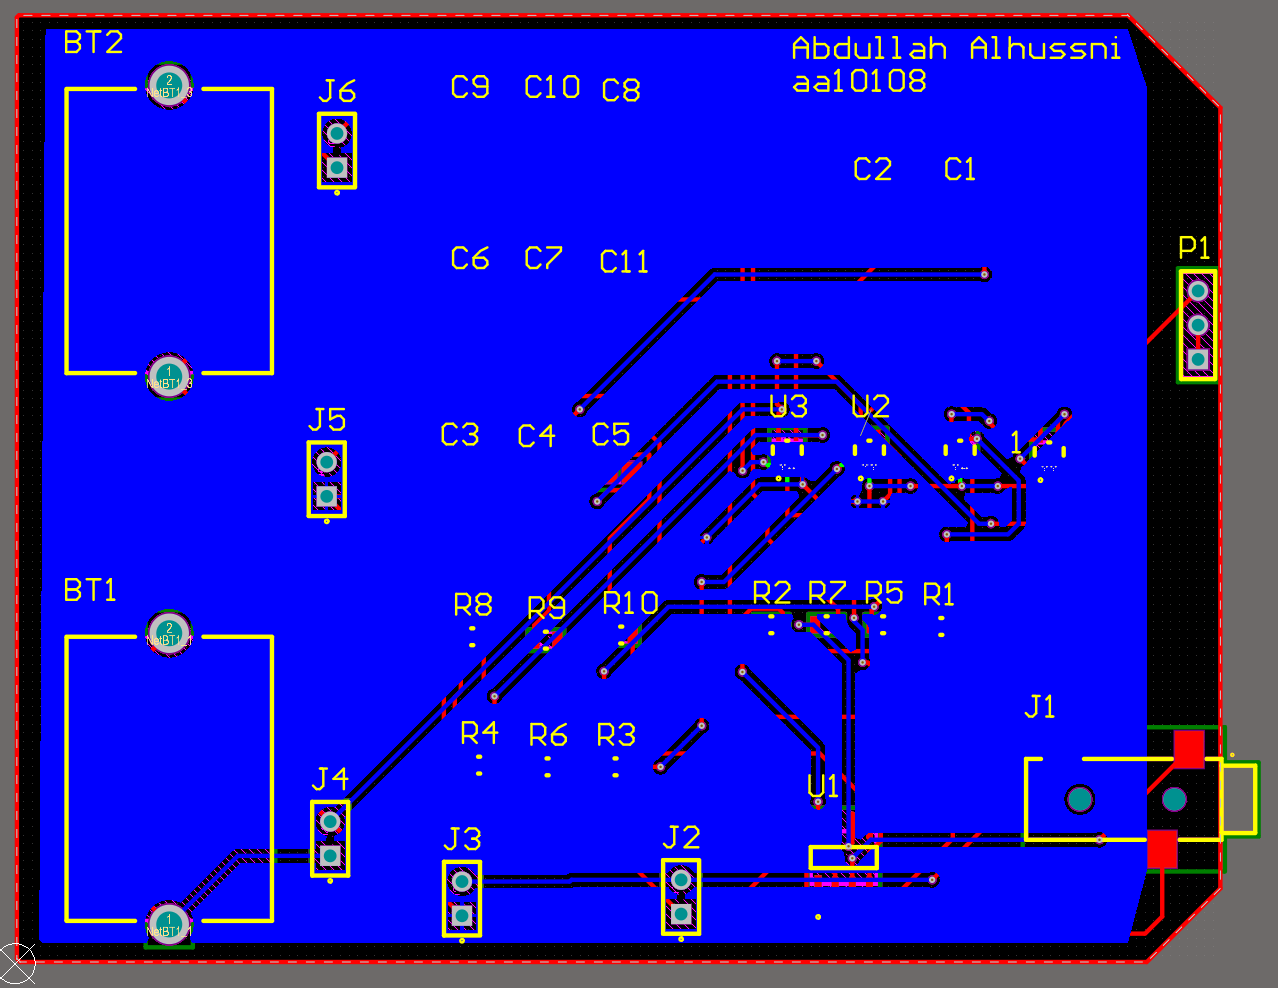 BT2
Abdullah Alhussni
aa10108
2
NetBT1_3
J6
C9
C10
C8
C2
C1
P1
C6
C7
C11
1
NetBT1_3
J5
C3
C4
C5
U3
U2
1
BT1
R8
R9
R10
R2
R7
R5
R1
2
NetBT1_3
R4
R6
R3
J1
J4
U1
J3
J2
1
NetBT1_1